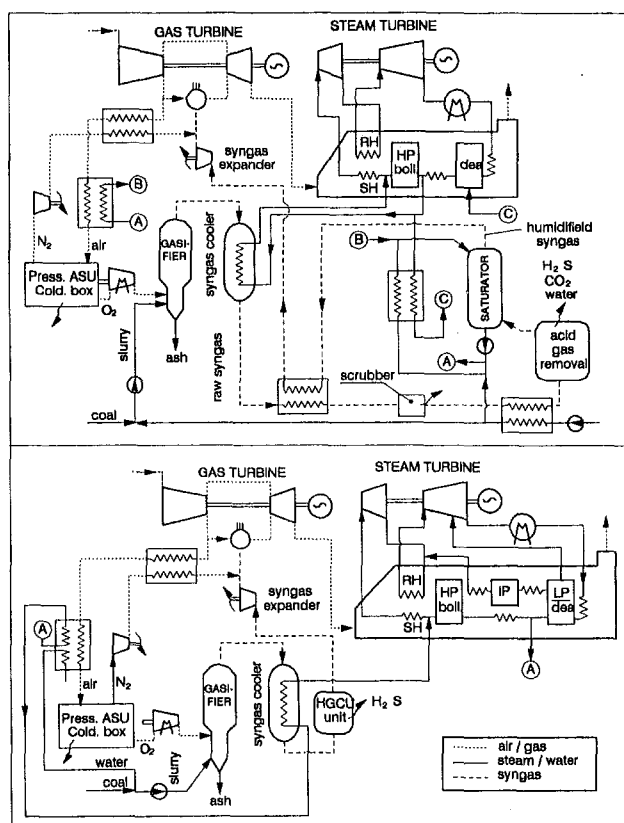 GAS TURBINE
STEAM TURBINE
syngas
expander
RH
SH
HP
boil.
dea
C
B
A
N2
air
Press. ASU
Cold. box
O2
GASI-
FIER
syngas cooler
slurry
ash
coal
raw syngas
B
C
A
humidifield
syngas
SATURATOR
H2 S
CO2
water
acid
gas
removal
scrubber
GAS TURBINE
STEAM TURBINE
syngas
expander
RH
SH
HP
boil.
IP
LP
dea
A
A
air
N2
Press. ASU
Cold. box
O2
water
coal
slurry
GASI-
FIER
ash
syngas cooler
HGCU
unit
H2 S
air / gas
steam / water
syngas